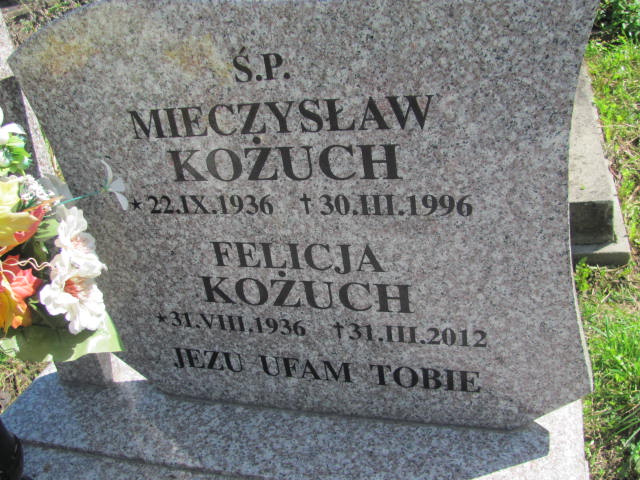 Ś.P.
MIECZYSŁAW
KOŻUCH
*22.IX.1936 †30.III.1996
FELICJA
KOŻUCH
*31.VIII.1936 †31.III.2012
JEZU UFAM TOBIE